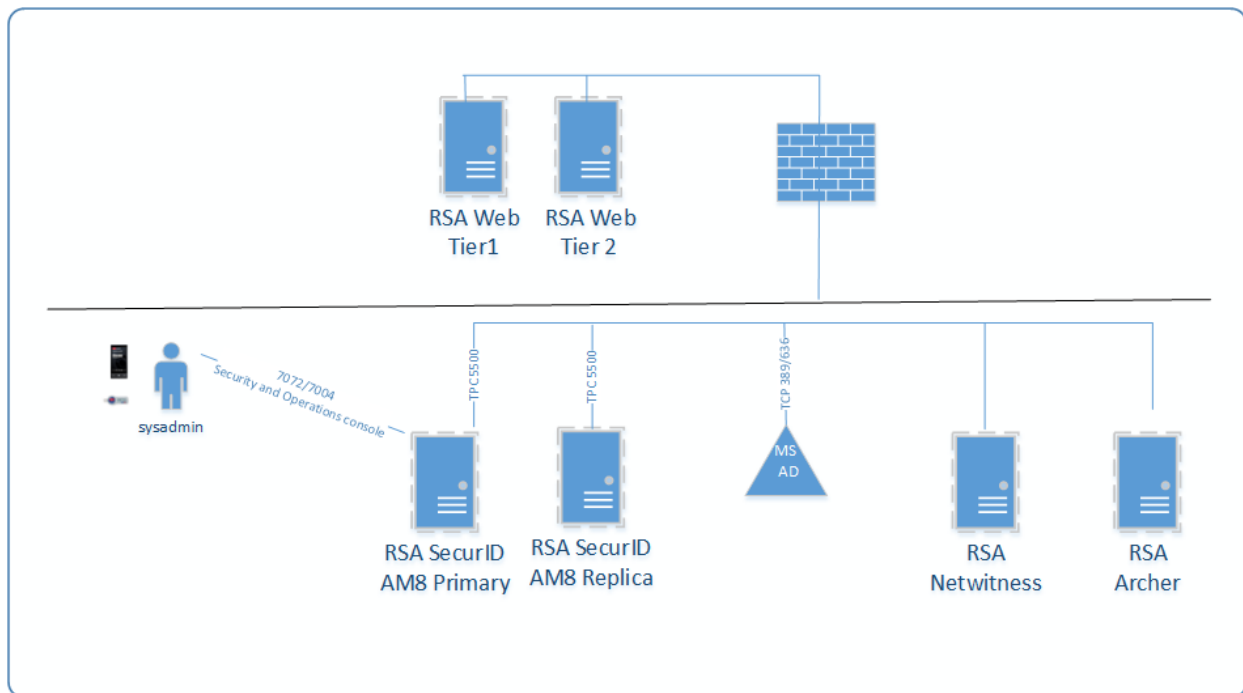 RSA Web
Tier1
RSA Web
Tier 2
7072/7004
Security and Operations console
sysadmin
TPC 5500
TPC 5500
TCP 389/636
MS
AD
RSA SecurID
AM8 Primary
RSA SecurID
AM8 Replica
RSA
Netwitness
RSA
Archer